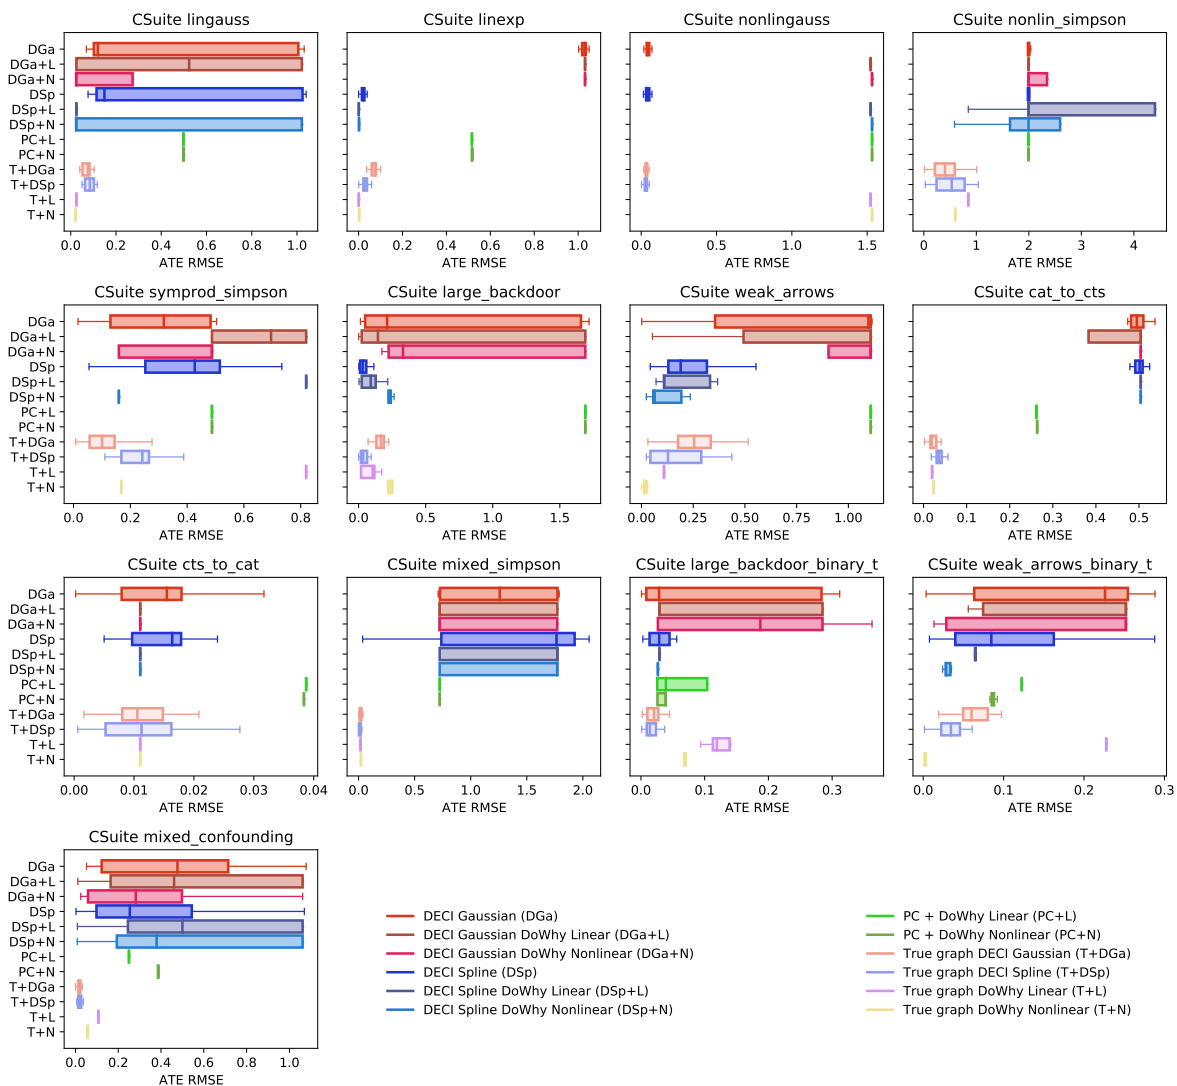 CSuite lingauss
CSuite linexp
CSuite nonlingauss
CSuite nonlin_simpson
DGa
DGa+L
DGa+N
DSp
DSp+L
DSp+N
PC+L
PC+N
T+DGa
T+DSp
T+L
T+N
0.0 0.2 0.4 0.6 0.8 1.0
0.0 0.2 0.4 0.6 0.8 1.0
0.0 0.5 1.0 1.5
0 1 2 3 4
ATE RMSE
ATE RMSE
ATE RMSE
ATE RMSE
CSuite symprod_simpson
CSuite large_backdoor
CSuite weak_arrows
CSuite cat_to_cts
DGa
DGa+L
DGa+N
DSp
DSp+L
DSp+N
PC+L
PC+N
T+DGa
T+DSp
T+L
T+N
0.0 0.2 0.4 0.6 0.8
0.0 0.5 1.0 1.5
0.00 0.25 0.50 0.75 1.00
0.0 0.1 0.2 0.3 0.4 0.5
ATE RMSE
ATE RMSE
ATE RMSE
ATE RMSE
CSuite cts_to_cat
CSuite mixed_simpson
CSuite large_backdoor_binary_t
CSuite weak_arrows_binary_t
DGa
DGa+L
DGa+N
DSp
DSp+L
DSp+N
PC+L
PC+N
T+DGa
T+DSp
T+L
T+N
0.00 0.01 0.02 0.03 0.04
0.0 0.5 1.0 1.5 2.0
0.0 0.1 0.2 0.3
0.0 0.1 0.2 0.3
ATE RMSE
ATE RMSE
ATE RMSE
ATE RMSE
CSuite mixed_confounding
DGa
DGa+L
DGa+N
DSp
DSp+L
DSp+N
PC+L
PC+N
T+DGa
T+DSp
T+L
T+N
0.0 0.2 0.4 0.6 0.8 1.0
ATE RMSE
DECI Gaussian (DGa)
DECI Gaussian DoWhy Linear (DGa+L)
DECI Gaussian DoWhy Nonlinear (DGa+N)
DECI Spline (DSp)
DECI Spline DoWhy Linear (DSp+L)
DECI Spline DoWhy Nonlinear (DSp+N)
PC + DoWhy Linear (PC+L)
PC + DoWhy Nonlinear (PC+N)
True graph DECI Gaussian (T+DGa)
True graph DECI Spline (T+DSp)
True graph DoWhy Linear (T+L)
True graph DoWhy Nonlinear (T+N)